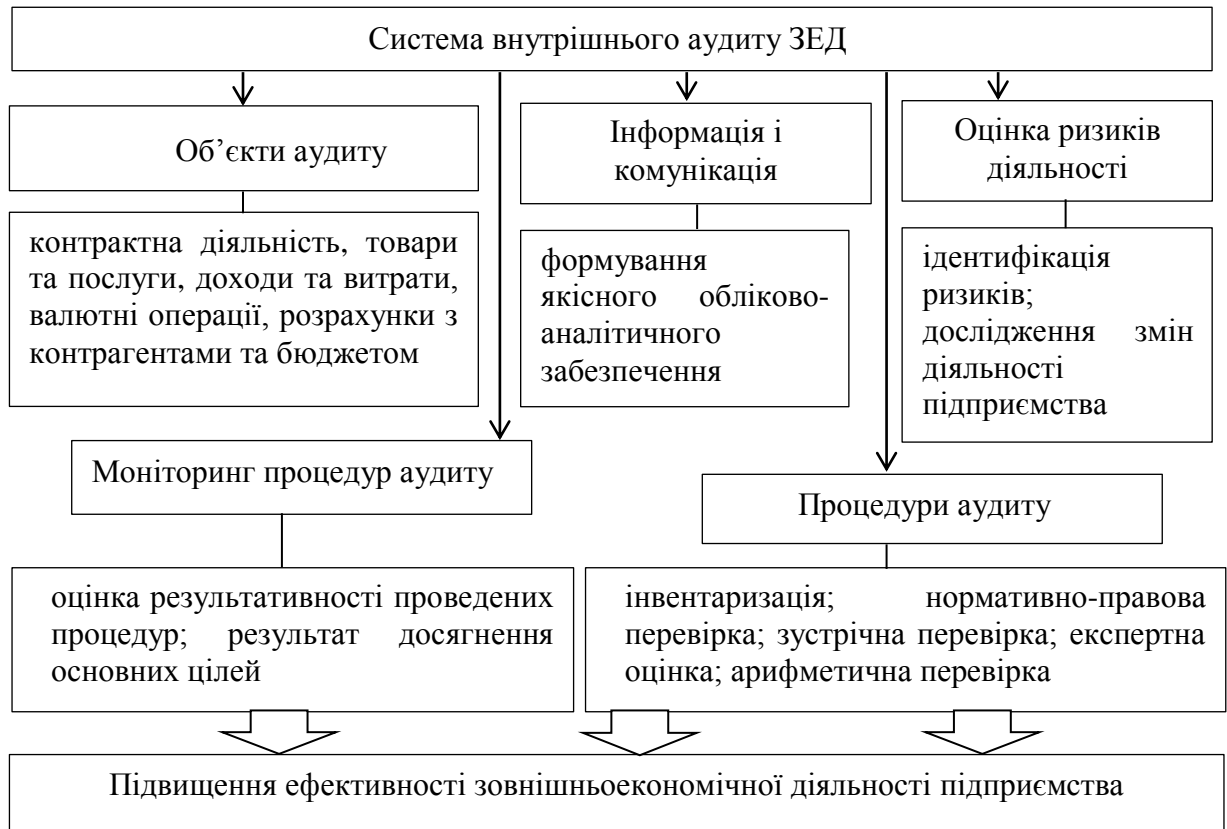 Система внутрішнього аудиту ЗЕД
Об’єкти аудиту
Інформація і
комунікація
Оцінка ризиків
діяльності
контрактна діяльність, товари
та послуги, доходи та витрати,
валютні операції, розрахунки з
контрагентами та бюджетом
формування
якісного обліково-
аналітичного
забезпечення
ідентифікація
ризиків;
дослідження змін
діяльності
підприємства
Моніторинг процедур аудиту
Процедури аудиту
оцінка результативності проведених
процедур; результат досягнення
основних цілей
інвентаризація; нормативно-правова
перевірка; зустрічна перевірка; експертна
оцінка; арифметична перевірка
Підвищення ефективності зовнішньоекономічної діяльності підприємства